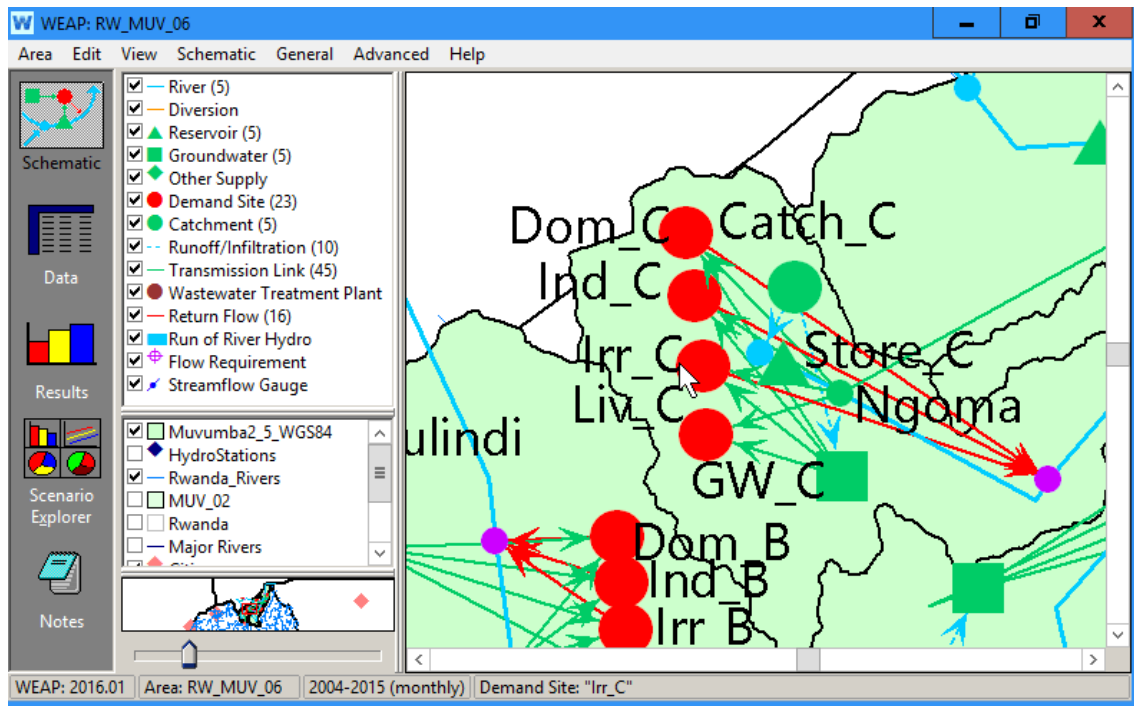 WEAP: RW_MUV_06
Area Edit View Schematic General Advanced Help
Schematic
Data
Results
Scenario
Explorer
Notes
River (5)
Diversion
Reservoir (5)
Groundwater (5)
Other Supply
Demand Site (23)
Catchment (5)
Runoff/Infiltration (10)
Transmission Link (45)
Wastewater Treatment Plant
Return Flow (16)
Run of River Hydro
Flow Requirement
Streamflow Gauge
Muvumba2_5_WGS84
HydroStations
Rwanda_Rivers
MUV_02
Rwanda
Major Rivers
Dom_C
Catch_C
Ind_C
Irr_C
Store_C
Liv_C
Ngoma
ulindi
GW_C
Dom_B
Ind_B
Irr_B
WEAP: 2016.01 Area: RW_MUV_06 2004-2015 (monthly) Demand Site: "Irr_C"